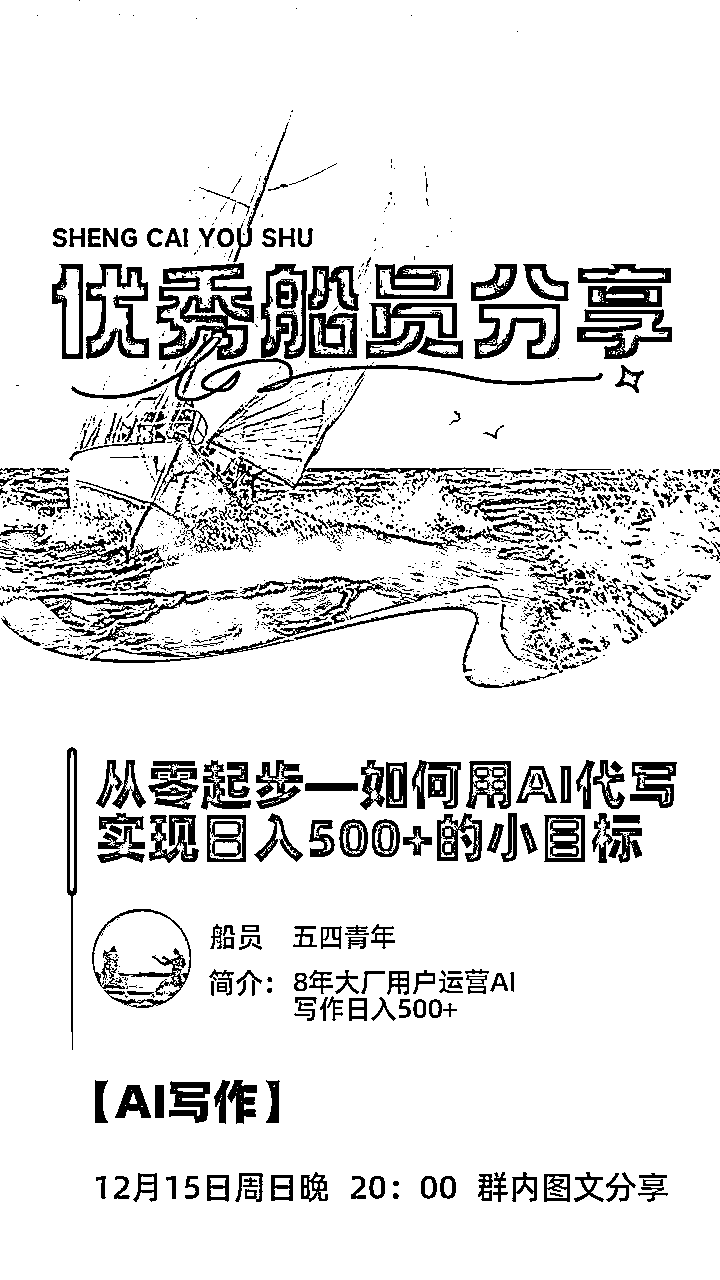 SHENG CAI YOU SHU
优秀船员分享
从零起步—如何用AI代写
实现日入500+的小目标
船员 五四青年
简介：8年大厂用户运营AI
写作日入500+
【AI写作】
12月15日周日晚 20：00 群内图文分享